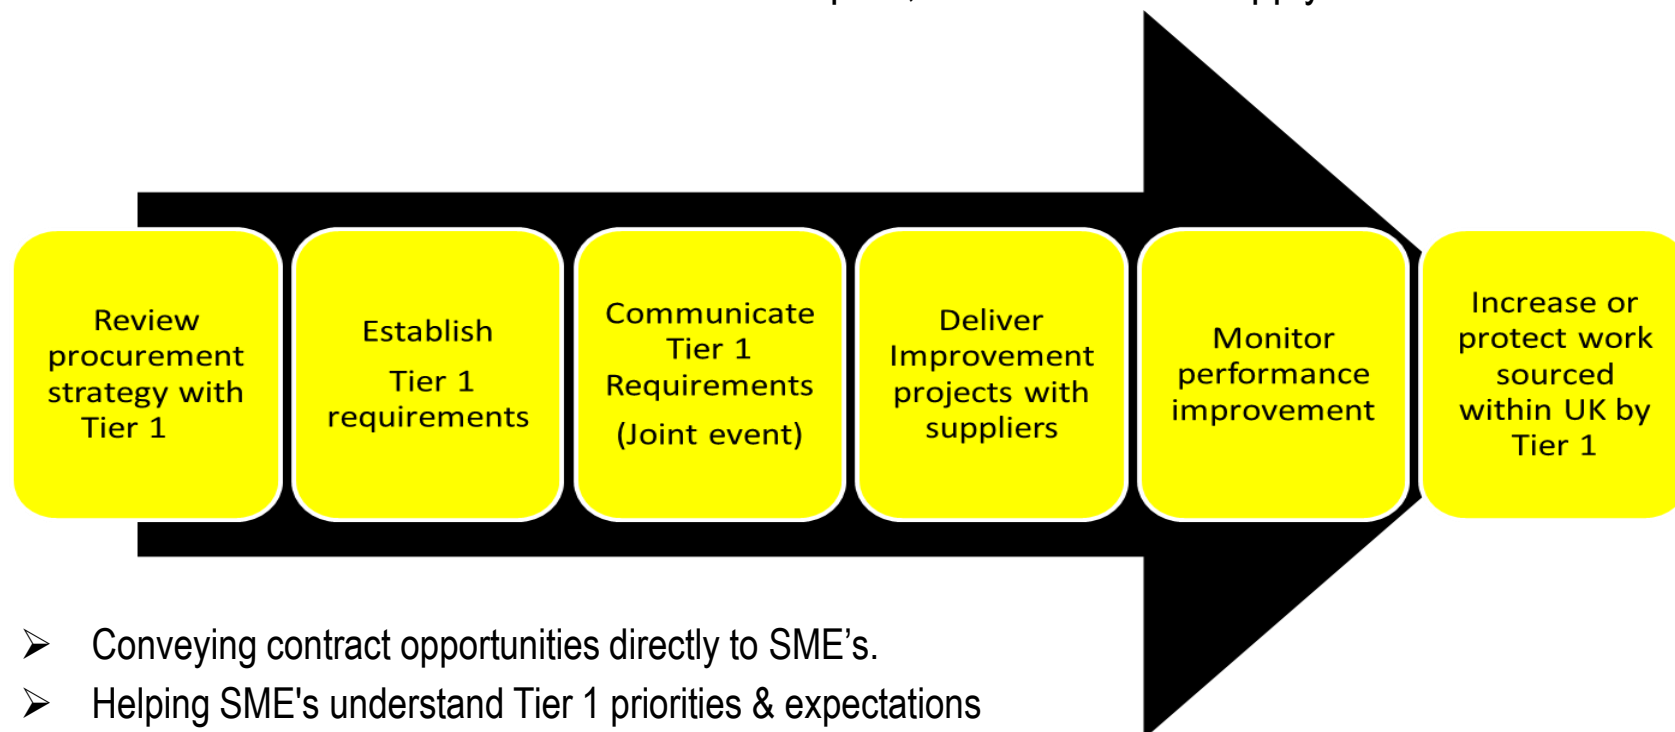 Review
procurement
strategy with
Tier 1
Establish
Tier 1
requirements
Communicate
Tier 1
Requirements
(Joint event)
Deliver
Improvement
projects with
suppliers
Monitor
performance
improvement
Increase or
protect work
sourced
within UK by
Tier 1
➢ Conveying contract opportunities directly to SME’s.
➢ Helping SME's understand Tier 1 priorities & expectations